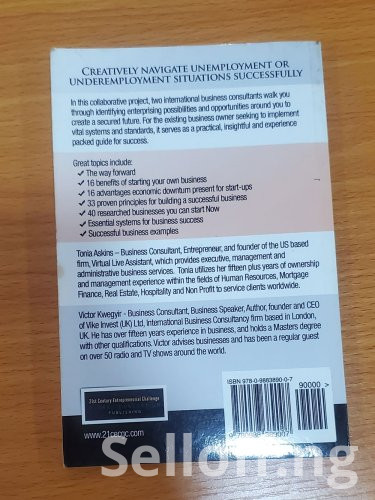 CREATIVELY NAVIGATE UNEMPLOYMENT OR
UNDEREMPLOYMENT SITUATIONS SUCCESSFULLY
In this collaborative project, two international business consultants walk you
through identifying enterprising possibilities and opportunities around you to
create a secured future. For the existing business owner seeking to implement
vital systems and standards, it serves as a practical, insightful and experience
packed guide for success.
Great topics include:
✓ The way forward
✓ 16 benefits of starting your own business
✓ 16 advantages economic downturn present for start-ups
✓ 33 proven principles for building a successful business
✓ 40 researched businesses you can start Now
✓ Essential systems for business success
✓ Successful business examples
Tonia Askins – Business Consultant, Entrepreneur, and founder of the US based
firm, Virtual Live Assistant, which provides executive, management and
administrative business services. Tonia utilizes her fifteen plus years of ownership
and management experience within the fields of Human Resources, Mortgage
Finance, Real Estate, Hospitality and Non Profit to service clients worldwide.
Victor Kwegyir - Business Consultant, Business Speaker, Author, founder and CEO
of Vike Invest (UK) Ltd, International Business Consultancy firm based in London,
UK. He has over fifteen years experience in business, and holds a Masters degree
with other qualifications. Victor advises businesses and has been a regular guest
on over 50 radio and TV shows around the world.
21st Century Entrepreneurial Challenge
PUBLISHING
ISBN 978-0-9883890-0-7
90000 >
Sellon.ng